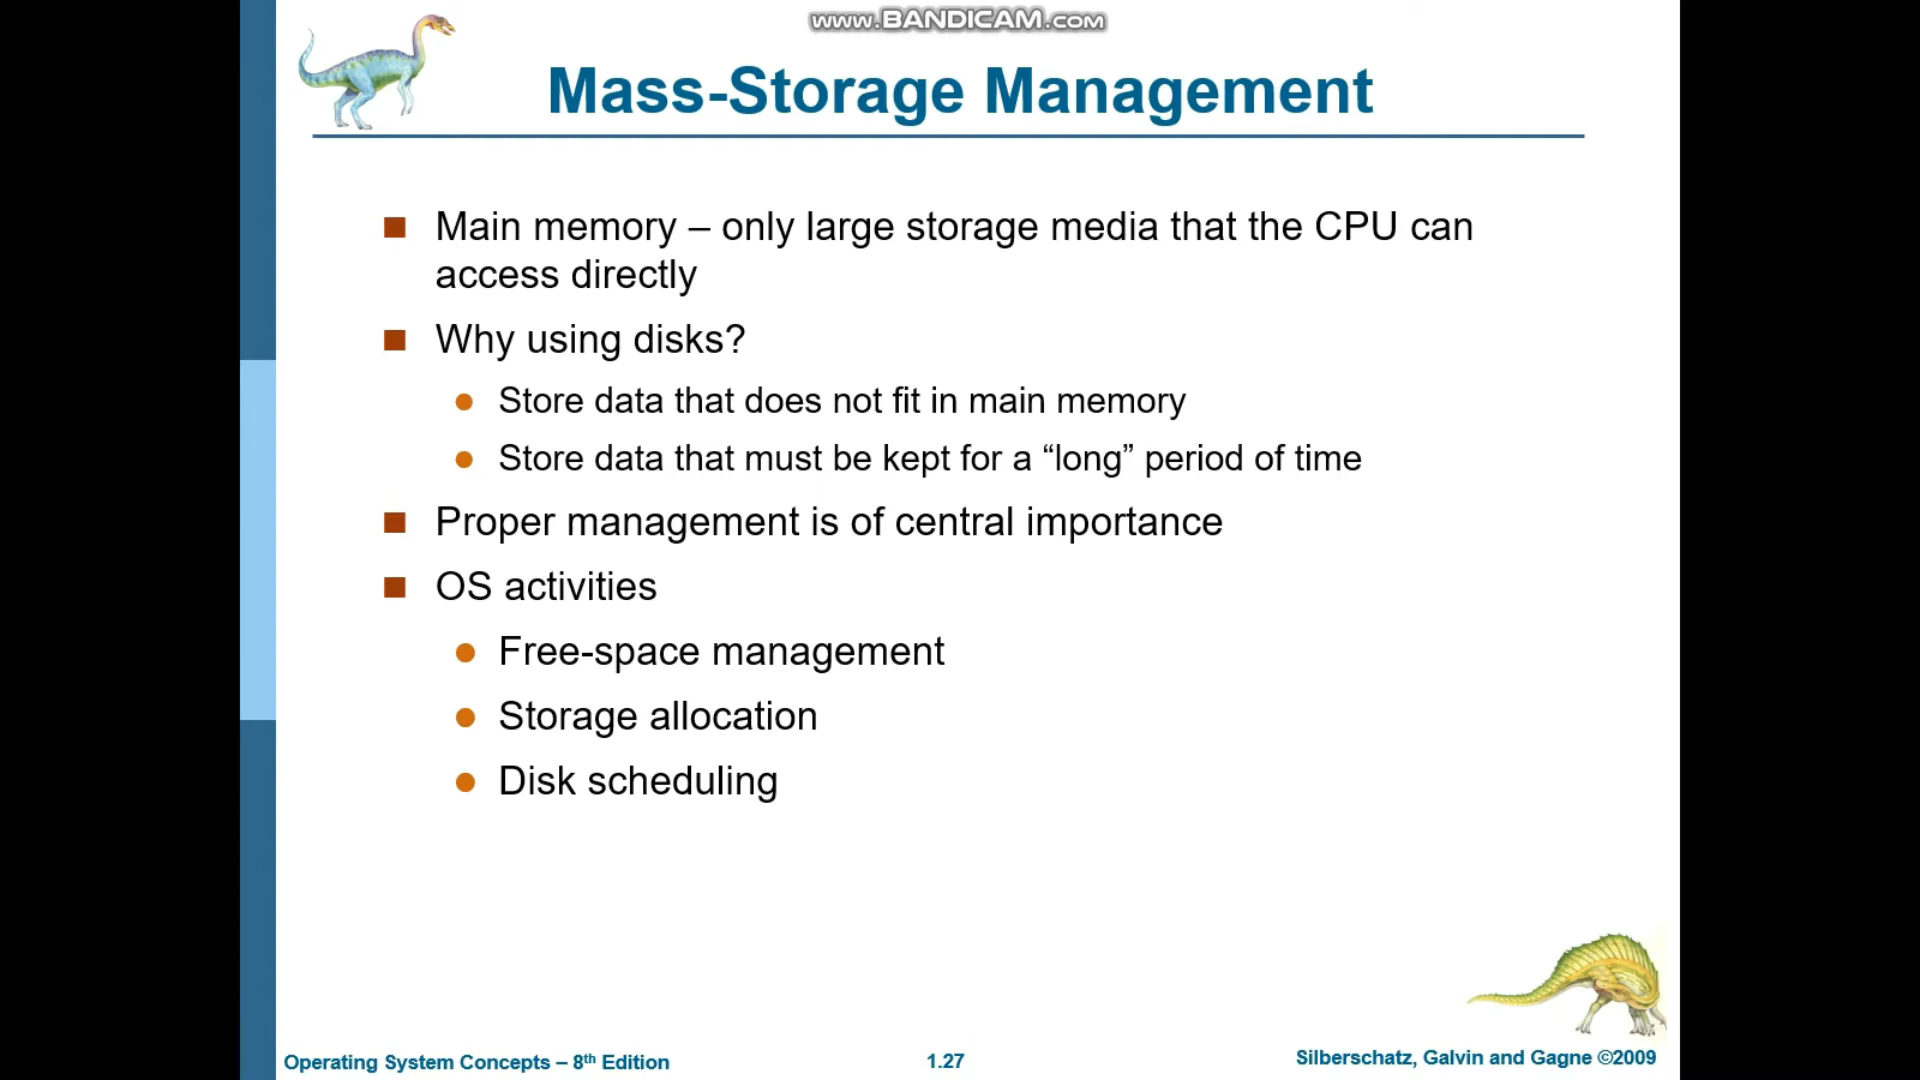 www.BANDICAM.com
Mass-Storage Management
Main memory – only large storage media that the CPU can
access directly
Why using disks?
Store data that does not fit in main memory
Store data that must be kept for a “long” period of time
Proper management is of central importance
OS activities
Free-space management
Storage allocation
Disk scheduling
Operating System Concepts – 8th Edition
1.27
Silberschatz, Galvin and Gagne ©2009